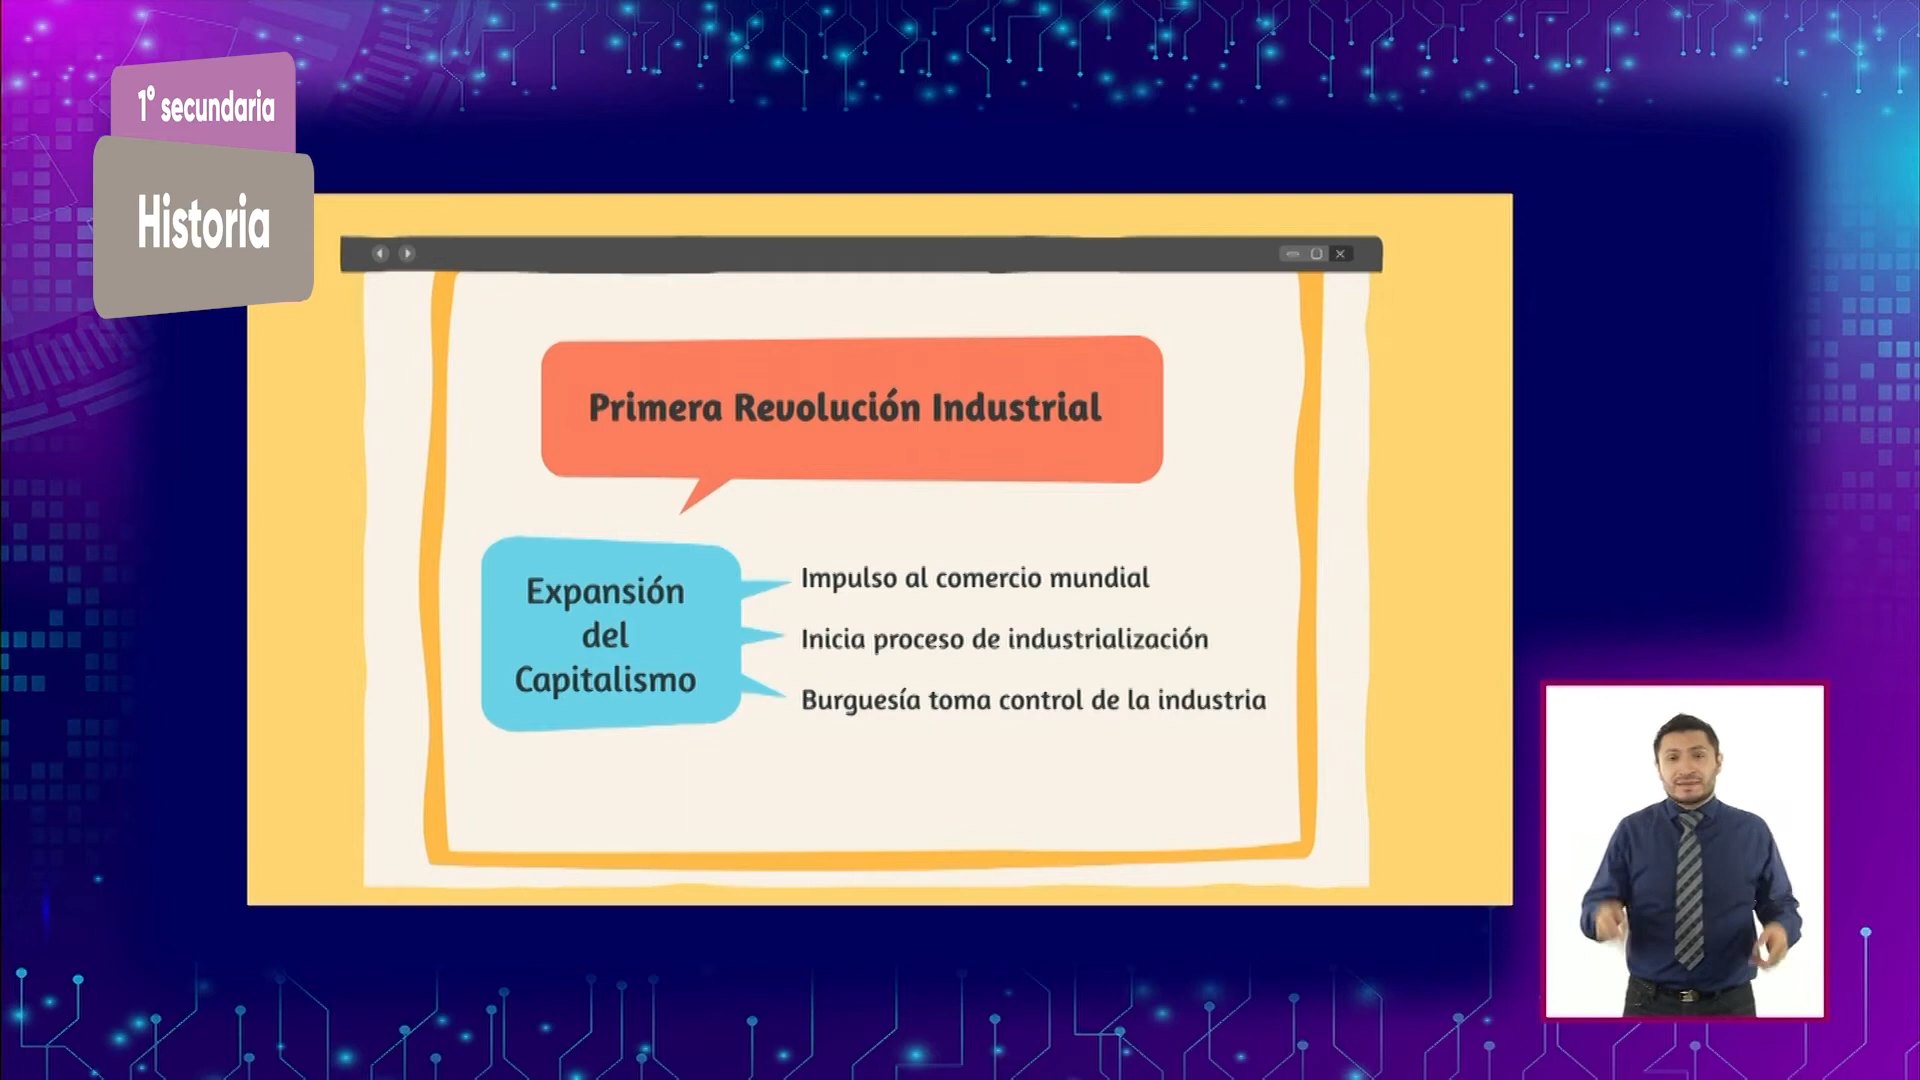 1° secundaria
Historia
Primera Revolución Industrial
Expansión
del
Capitalismo
Impulso al comercio mundial
Inicia proceso de industrialización
Burguesía toma control de la industria